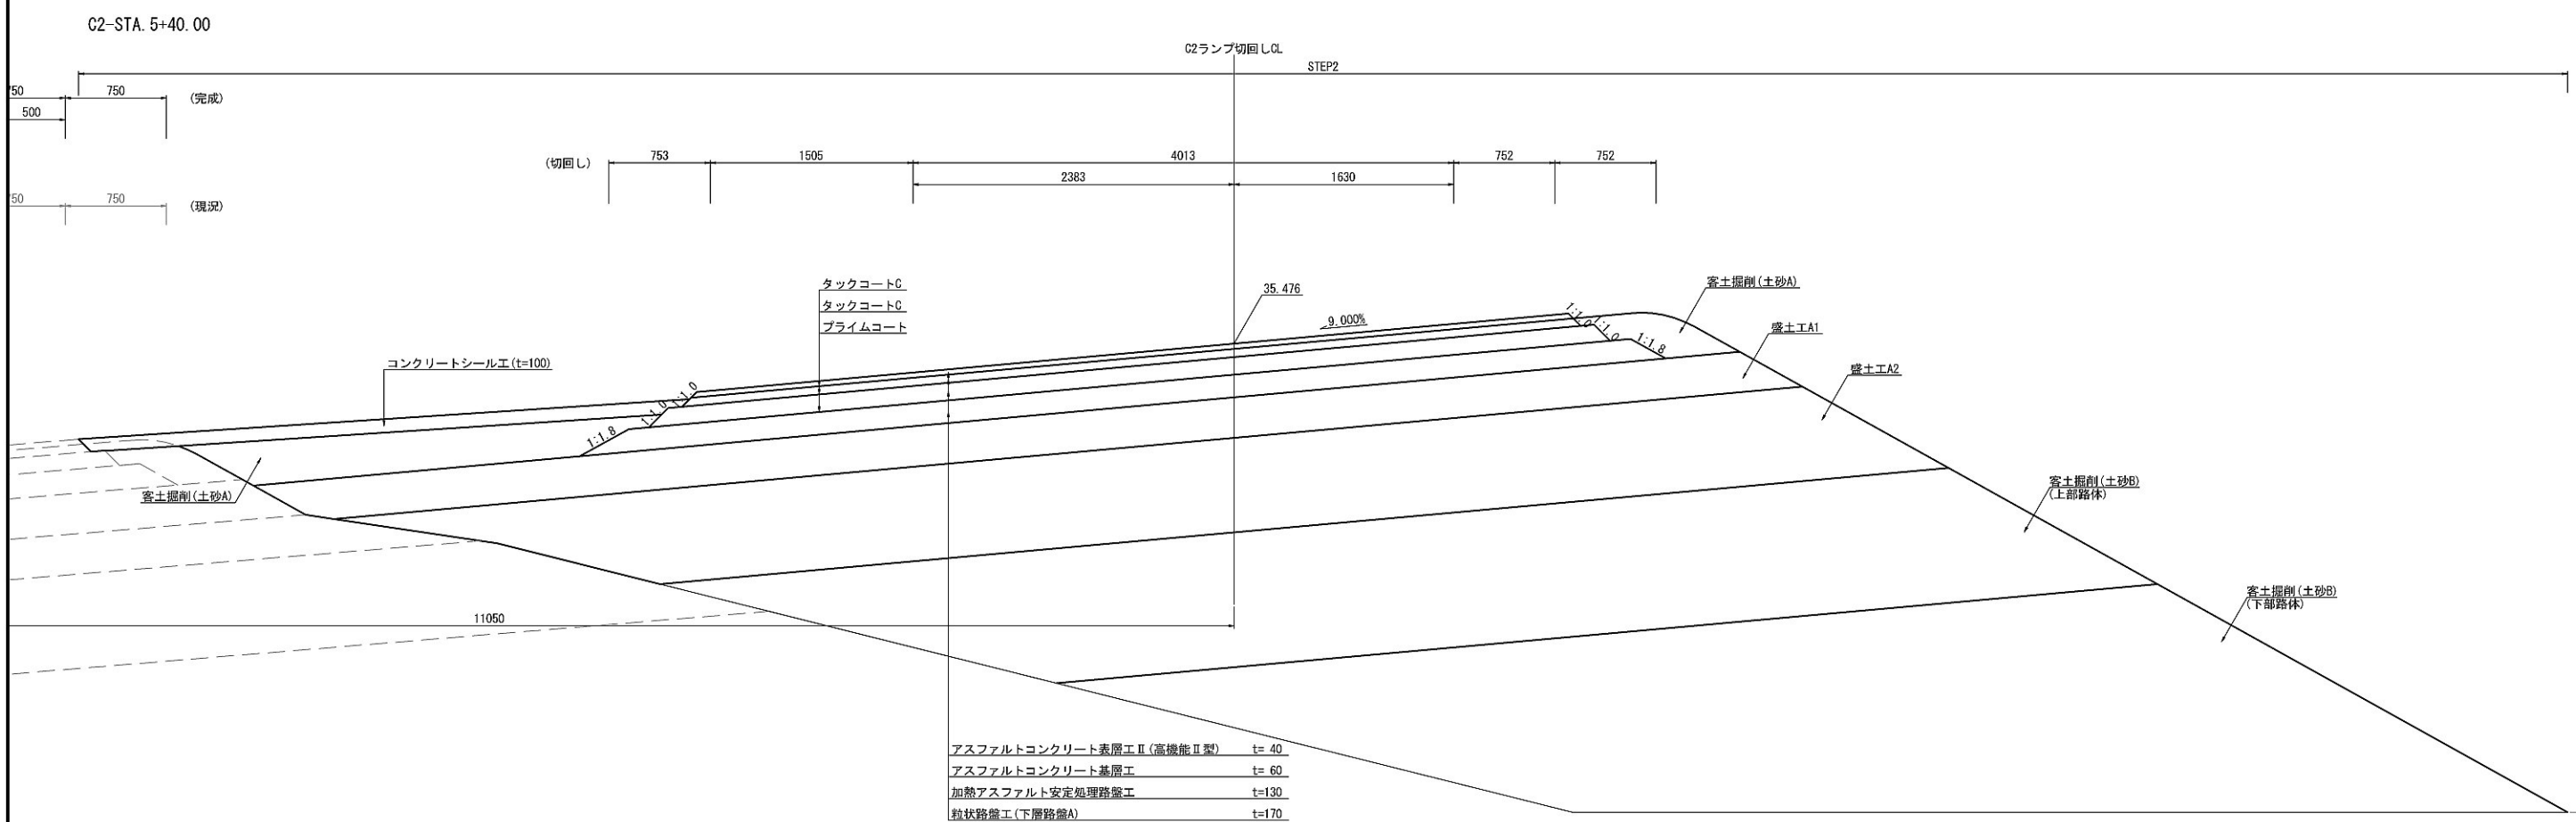 C2-STA.5+40.00
C2ランプ切回しCL
STEP2
750
750
(完成)
500
(切回し)
753
1505
4013
752
752
2383
1630
50
750
(現況)
タックコートC
タックコートC
プライムコート
35.476
9.000%
1:1.0
1:1.0
1:1.8
客土掘削(土砂A)
盛土工A1
盛土工A2
コンクリートシール工(t=100)
1:1.0
1:1.0
1:1.8
客土掘削(土砂A)
客土掘削(土砂B)
(上部路体)
客土掘削(土砂B)
(下部路体)
11050
アスファルトコンクリート表層工Ⅱ(高機能Ⅱ型) t= 40
アスファルトコンクリート基層工 t= 60
加熱アスファルト安定処理路盤工 t=130
粒状路盤工(下層路盤A) t=170